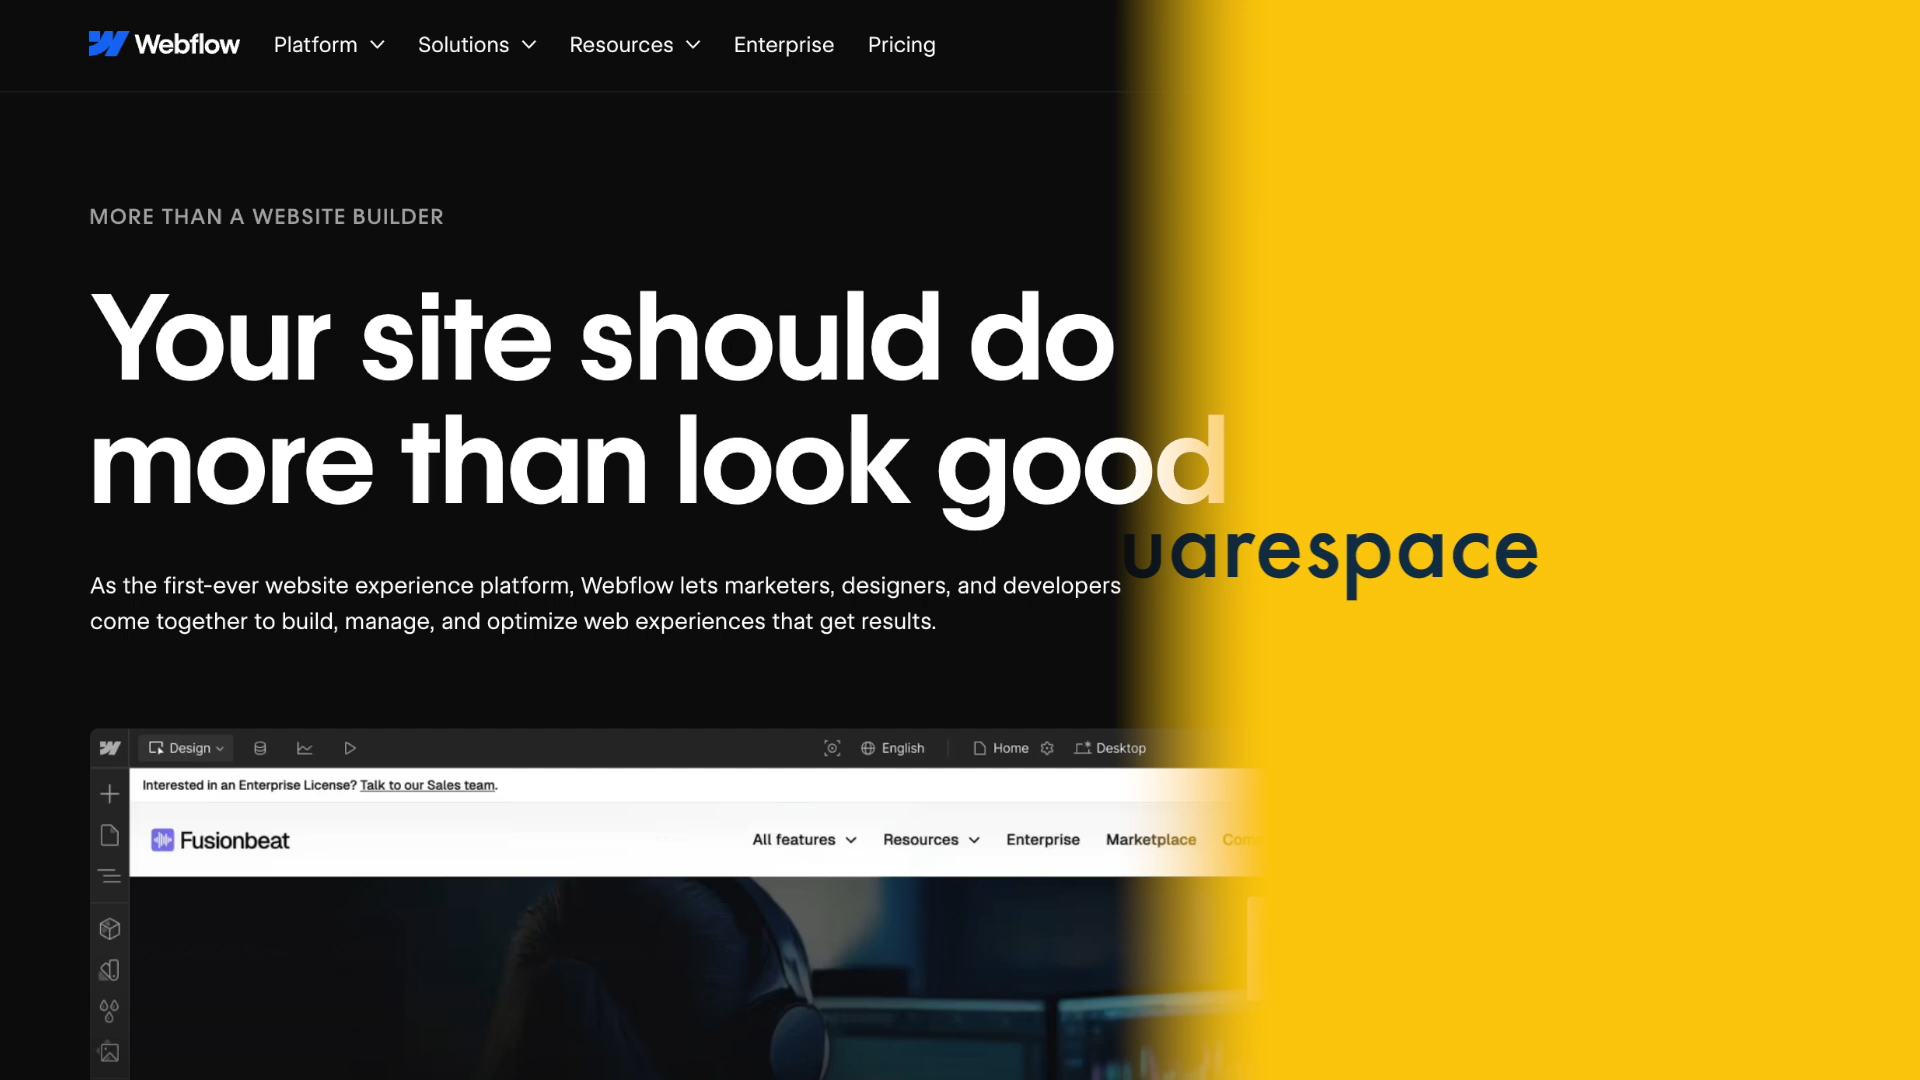 Webflow Platform Solutions Resources Enterprise Pricing
MORE THAN A WEBSITE BUILDER
Your site should do
more than look good
uarespace
As the first-ever website experience platform, Webflow lets marketers, designers, and developers
come together to build, manage, and optimize web experiences that get results.
Design English Home Desktop
Interested in an Enterprise License? Talk to our Sales team.
Fusionbeat All features Resources Enterprise Marketplace